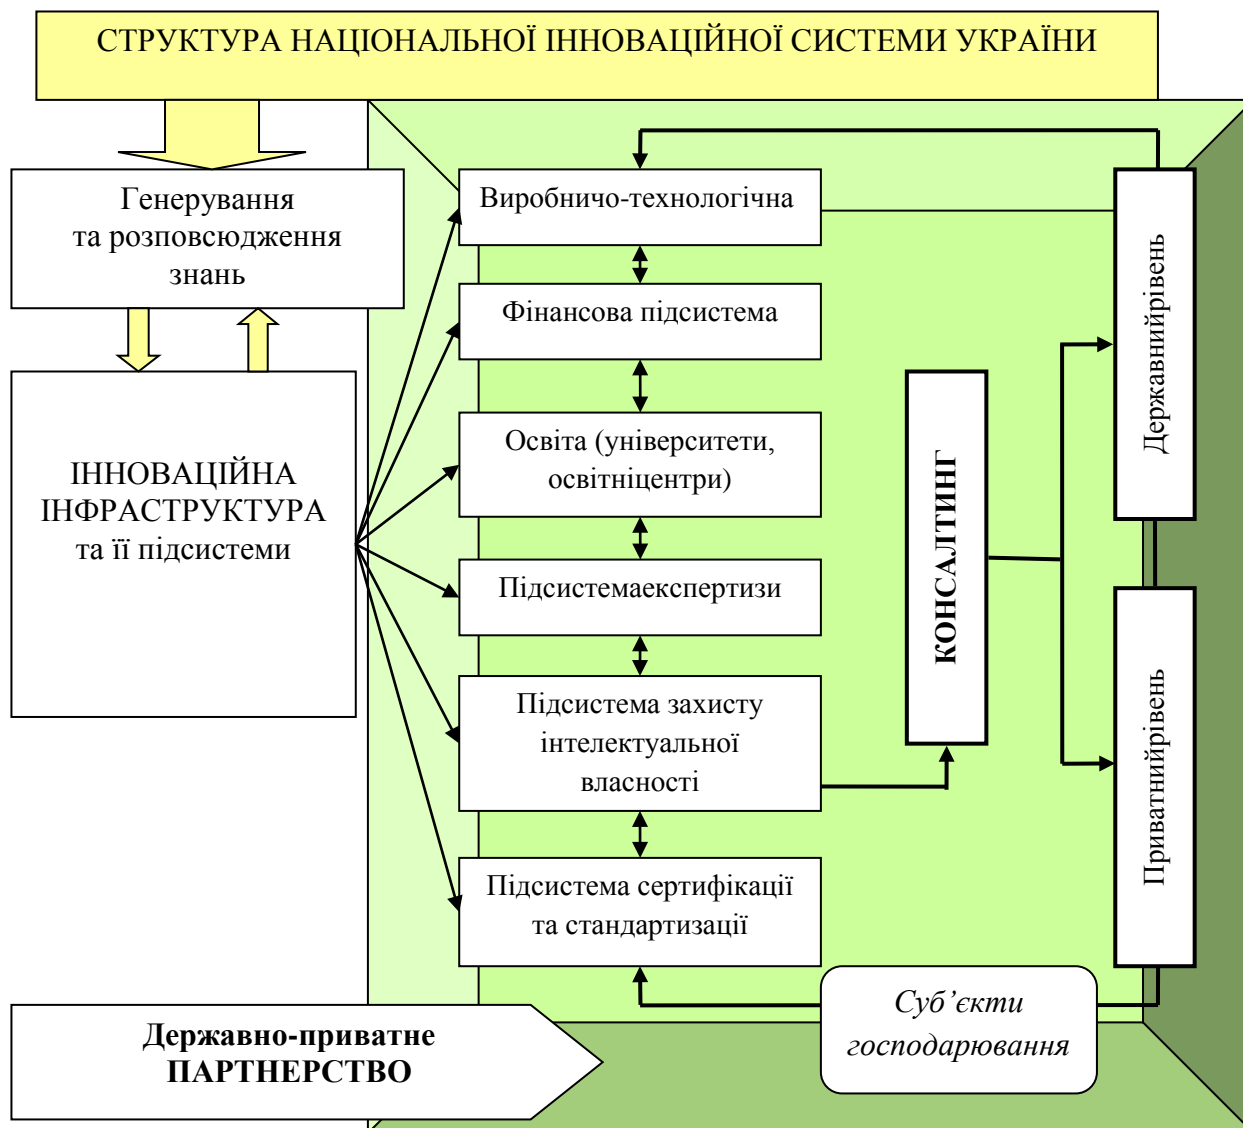 СТРУКТУРА НАЦІОНАЛЬНОЇ ІННОВАЦІЙНОЇ СИСТЕМИ УКРАЇНИ
Генерування
та розповсюдження
знань
ІННОВАЦІЙНА
ІНФРАСТРУКТУРА
та її підсистеми
Виробничо-технологічна
Фінансова підсистема
Освіта (університети,
освітніцентри)
Підсистемаекспертизи
Підсистема захисту
інтелектуальної
власності
Підсистема сертифікації
та стандартизації
КОНСАЛТИНГ
Державнийрівень
Приватнийрівень
Суб’єкти
господарювання
Державно-приватне
ПАРТНЕРСТВО